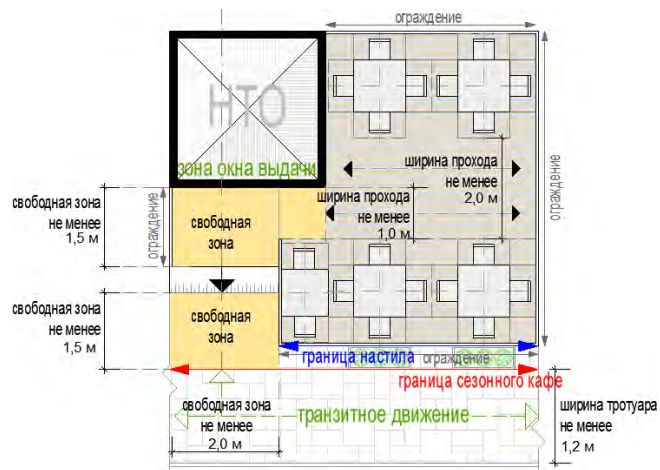 ограждение
НТО
зона окна выдачи
ограждение
ширина прохода
не менее
2,0 м
свободная зона
не менее
1,5 м
ограждение
свободная
зона
ширина прохода
не менее
1,0 м
свободная зона
не менее
1,5 м
свободная
зона
граница настила
ограждение
граница сезонного кафе
свободная зона
не менее
2,0 м
транзитное движение
ширина тротуара
не менее
1,2 м